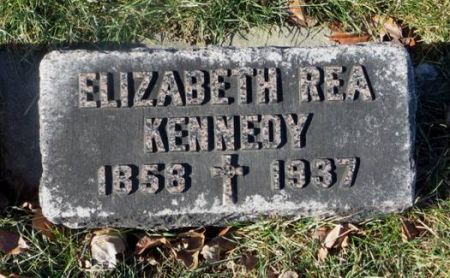 ELIZABETH REA
KENNEDY
1853 1937